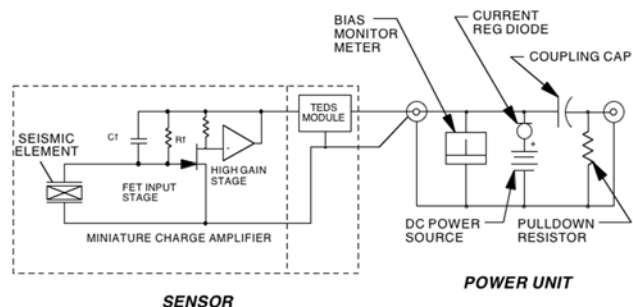 BIAS
MONITOR
METER
CURRENT
REG DIODE
COUPLING CAP
TEDS
MODULE
SEISMIC
ELEMENT
Cf
Rf
-
+
HIGH GAIN
STAGE
FET INPUT
STAGE
MINIATURE CHARGE AMPLIFIER
DC POWER
SOURCE
PULLDOWN
RESISTOR
SENSOR
POWER UNIT